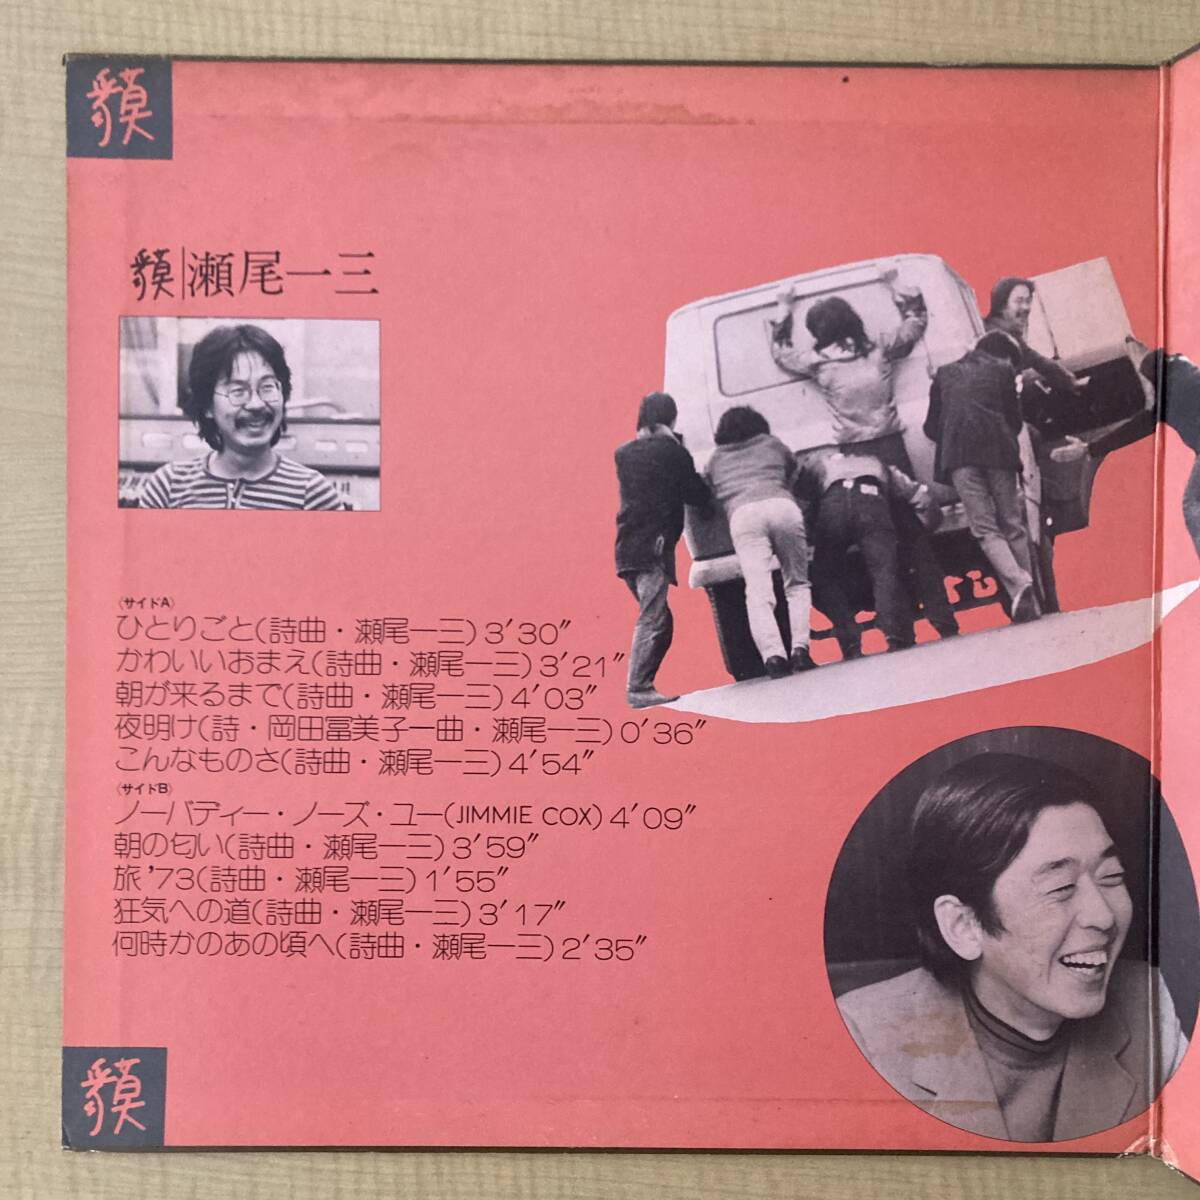 獏
獏|瀬尾一三
〈サイドA〉
ひとりごと(詩曲・瀬尾一三)3′30″
かわいいおまえ(詩曲・瀬尾一三)3′21″
朝が来るまで(詩曲・瀬尾一三)4′03″
夜明け(詩・岡田冨美子一曲・瀬尾一三)0′36″
こんなものさ(詩曲・瀬尾一三)4′54″
〈サイドB〉
ノーバディー・ノーズ・ユー(JIMMIE COX)4′09″
朝の匂い(詩曲・瀬尾一三)3′59″
旅'73(詩曲・瀬尾一三)1′55″
狂気への道(詩曲・瀬尾一三)3′17″
何時かのあの頃へ(詩曲・瀬尾一三)2′35″
獏